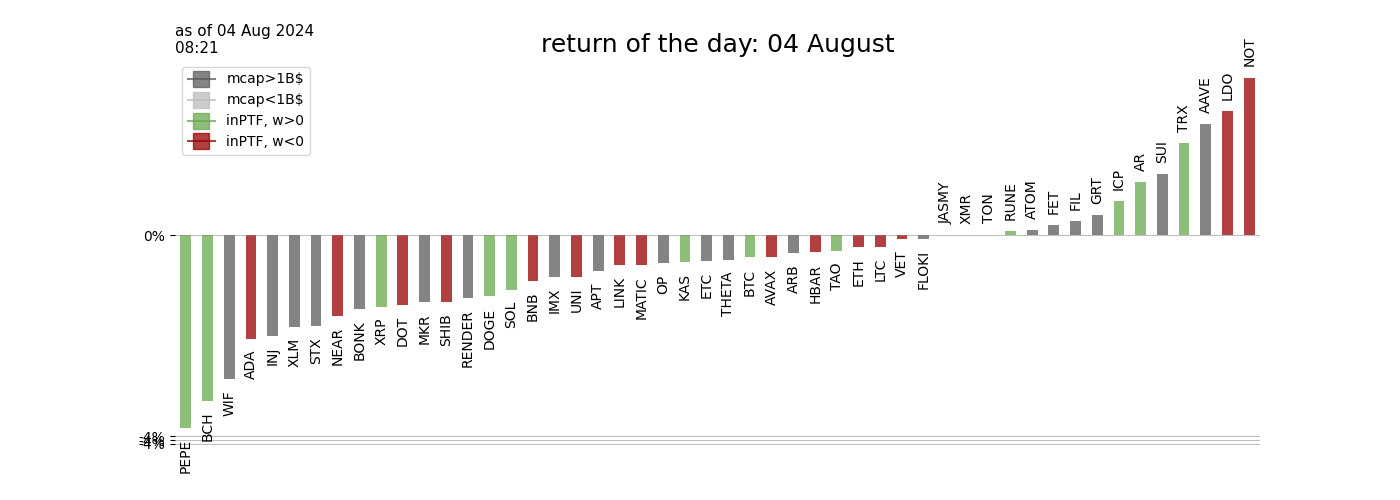 as of 04 Aug 2024
08:21
return of the day: 04 August
mcap>1B$
mcap<1B$
inPTF, w>0
inPTF, w<0
0%
-4%
-4%
PEPE
BCH
WIF
ADA
INJ
XLM
STX
NEAR
BONK
XRP
DOT
MKR
SHIB
RENDER
DOGE
SOL
BNB
IMX
UNI
APT
LINK
MATIC
OP
KAS
ETC
THETA
BTC
AVAX
ARB
HBAR
TAO
ETH
LTC
VET
FLOKI
JASMY
XMR
TON
RUNE
ATOM
FET
FIL
GRT
ICP
AR
SUI
TRX
AAVE
LDO
NOT